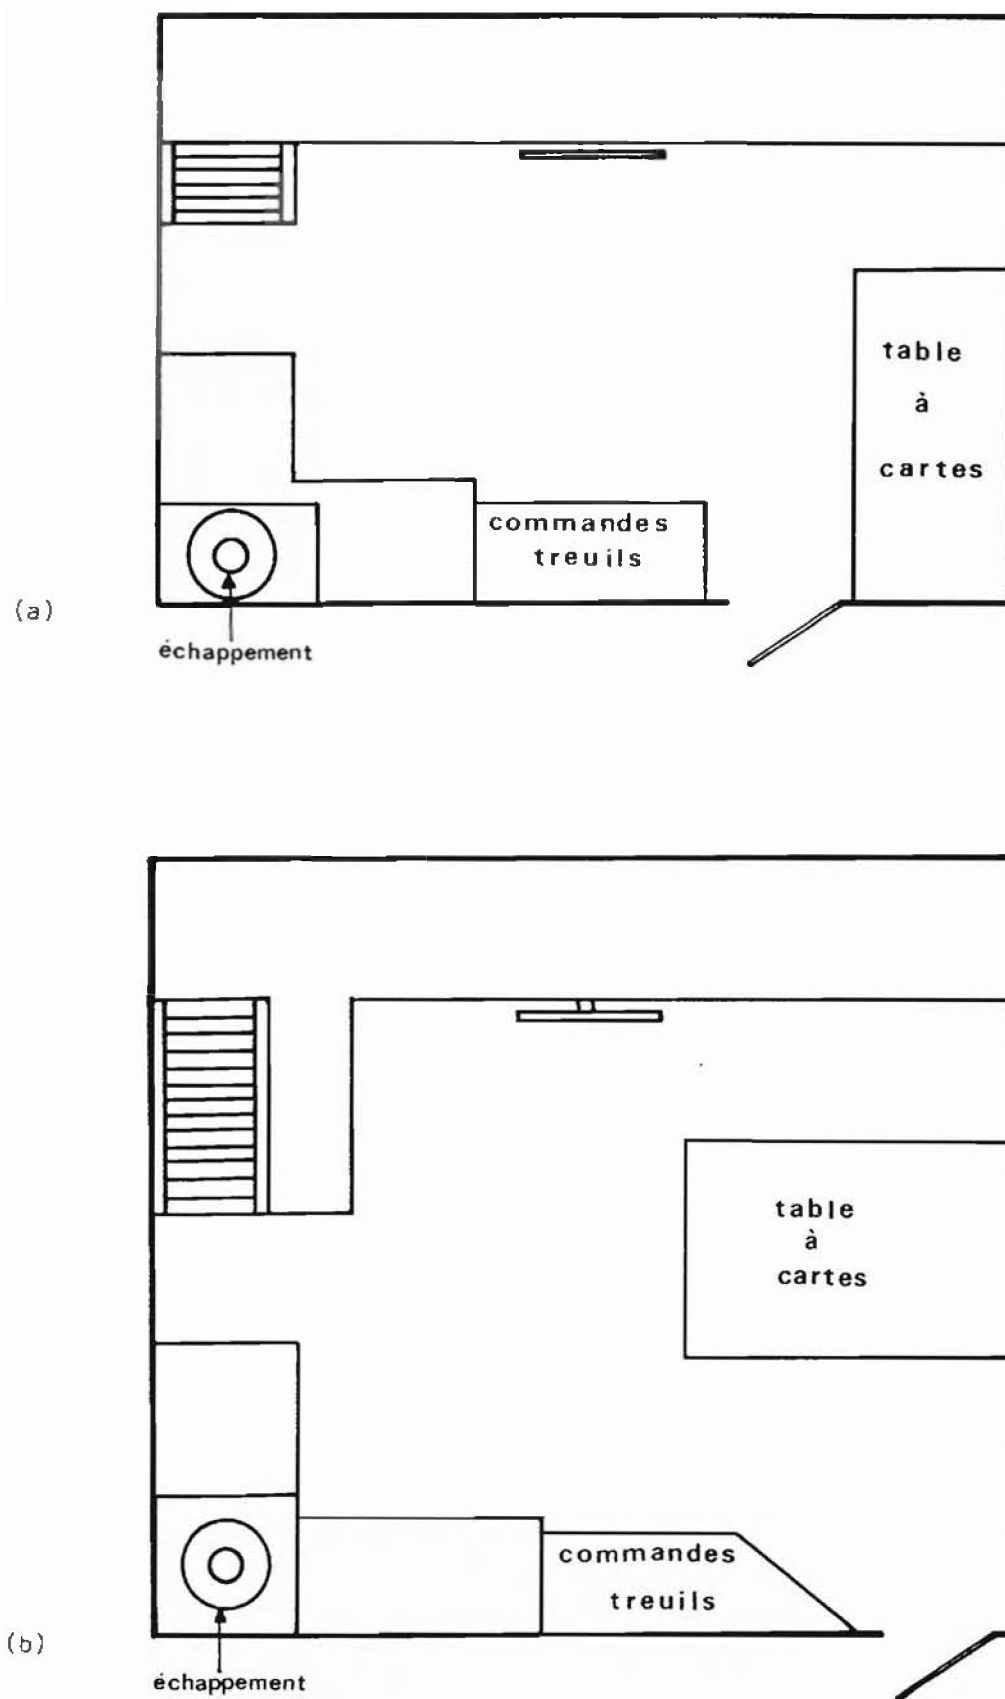 table
à
cartes
commandes
treuils
(a)
échappement
table
à
cartes
commandes
treuils
(b)
échappement